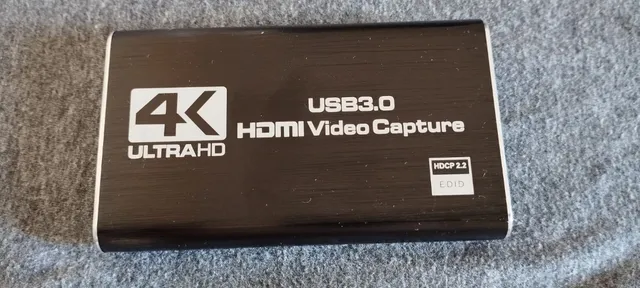 4K
ULTRAHD
USB3.0
HDMI Video Capture
HDCP 2.2
EDID